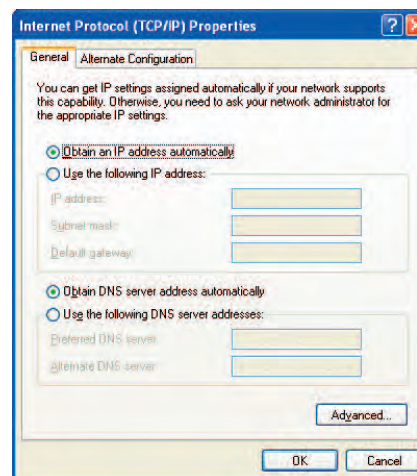 Internet Protocol (TCP/IP) Properties
General Alternate Configuration
You can get IP settings assigned automatically if your network supports
this capability. Otherwise, you need to ask your network administrator for
the appropriate IP settings.
Obtain an IP address automatically
Use the following IP address:
IP address:
Subnet mask:
Default gateway:
Obtain DNS server address automatically
Use the following DNS server addresses:
Preferred DNS server:
Alternate DNS server:
Advanced...
OK Cancel